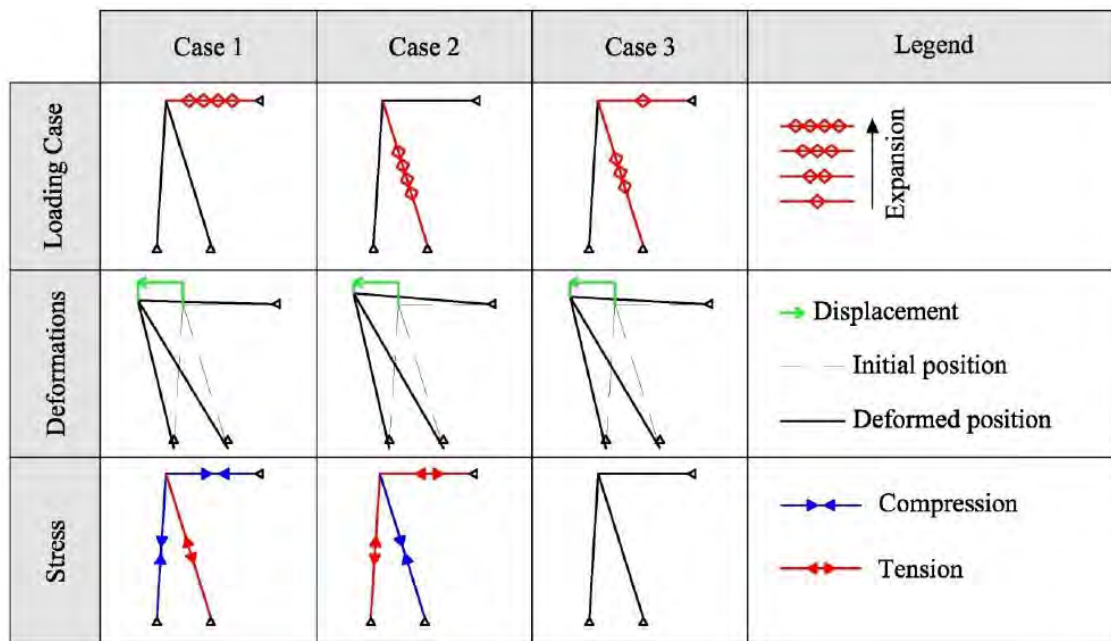 Case 1
Case 2
Case 3
Legend
Loading Case
Expansion
Deformations
Displacement
Initial position
Deformed position
Stress
Compression
Tension